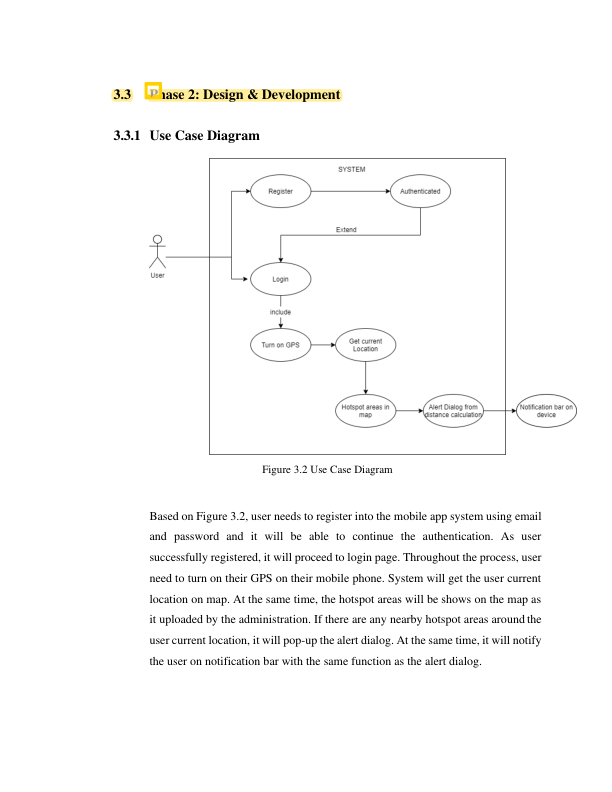 3.3 Phase 2: Design & Development
3.3.1 Use Case Diagram
SYSTEM
Register
Authenticated
Extend
User
Login
include
Turn on GPS
Get current
Location
Hotspot areas in
map
Alert Dialog from
distance calculation
Notification bar on
device
Figure 3.2 Use Case Diagram
Based on Figure 3.2, user needs to register into the mobile app system using email
and password and it will be able to continue the authentication. As user
successfully registered, it will proceed to login page. Throughout the process, user
need to turn on their GPS on their mobile phone. System will get the user current
location on map. At the same time, the hotspot areas will be shows on the map as
it uploaded by the administration. If there are any nearby hotspot areas around the
user current location, it will pop-up the alert dialog. At the same time, it will notify
the user on notification bar with the same function as the alert dialog.